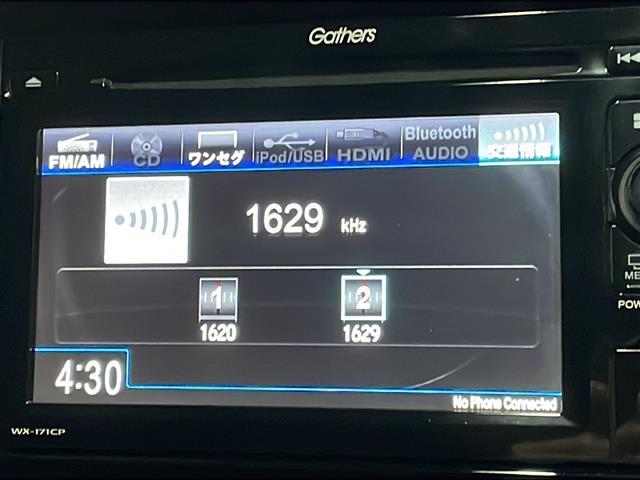 Gathers
FM/AM CD ワンセグ iPod/USB HDMI Bluetooth AUDIO 交通情報
1629 kHz
1 2
1620 1629
4:30
No Phone Connected
WX-171CP